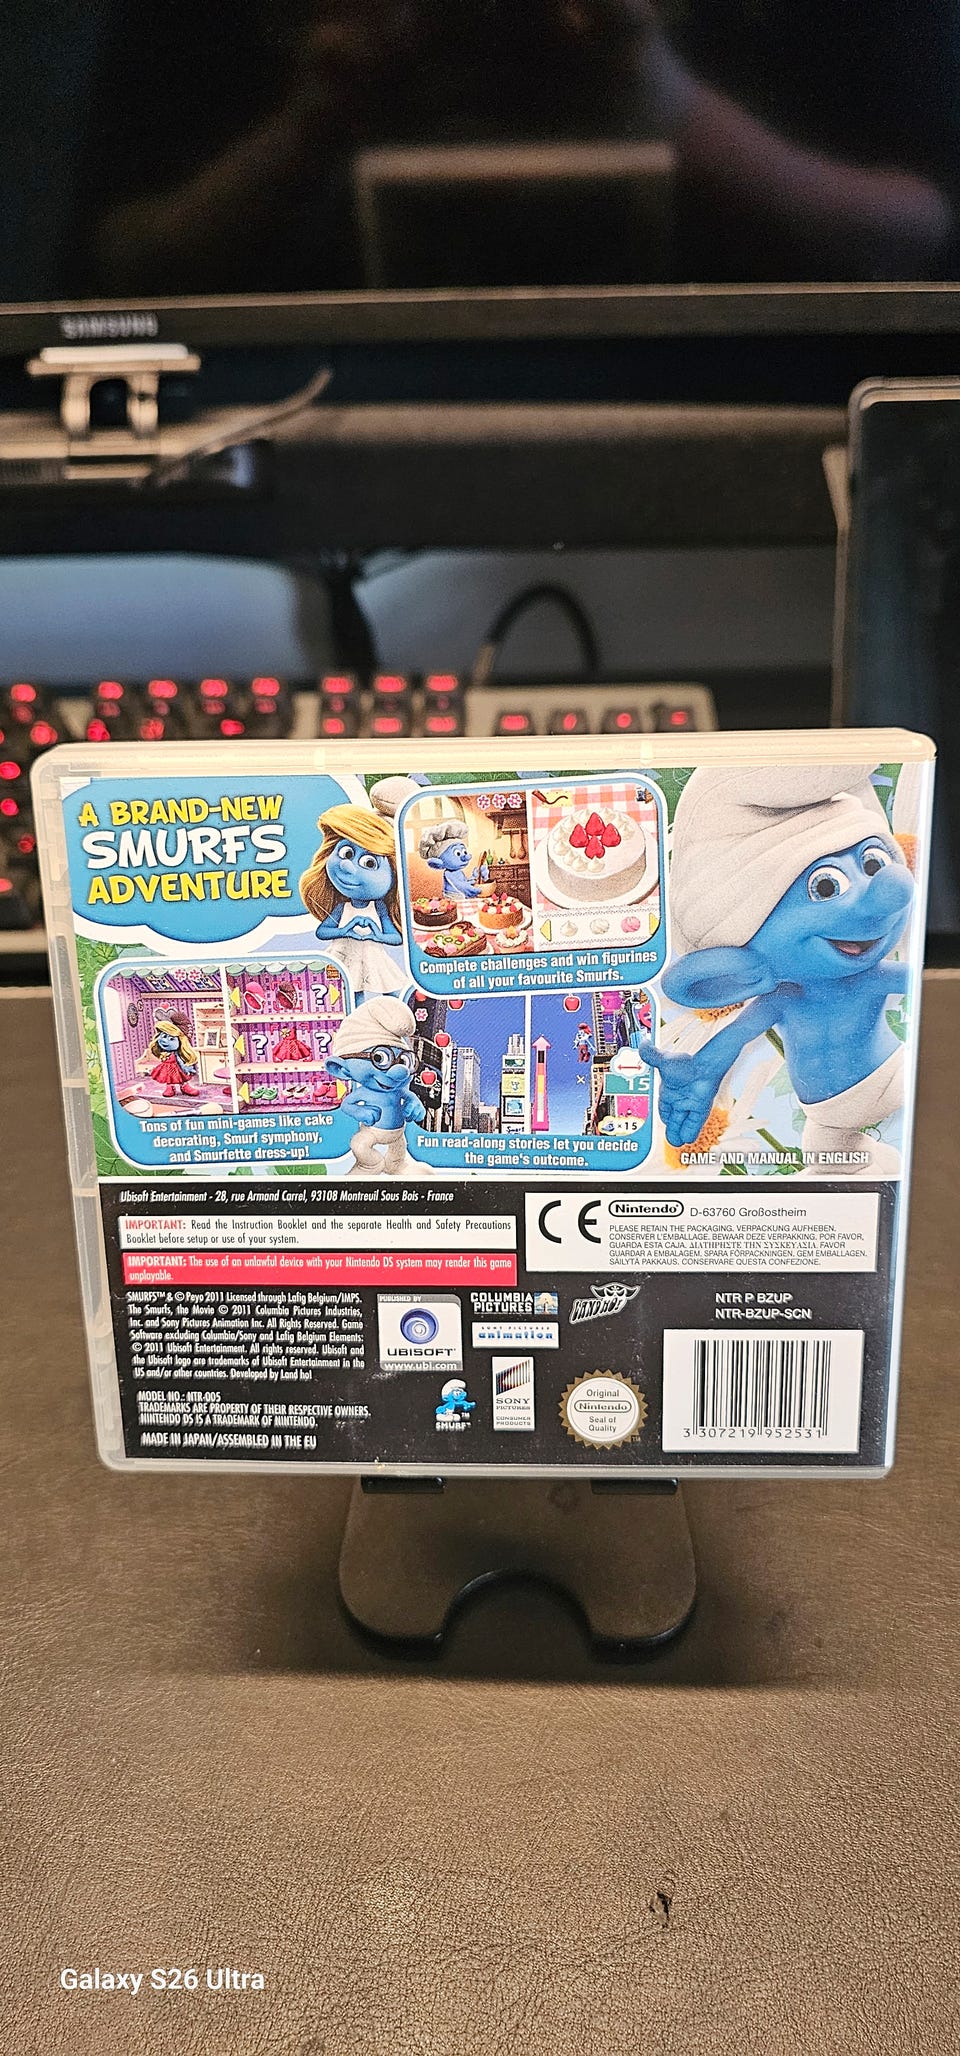 SAMSUNG
A BRAND-NEW
SMURFS
ADVENTURE
Complete challenges and win figurines
of all your favourite Smurfs.
Tons of fun mini-games like cake
decorating, Smurf symphony,
and Smurfette dress-up!
15
×15
Fun read-along stories let you decide
the game's outcome.
GAME AND MANUAL IN ENGLISH
Ubisoft Entertainment - 28, rue Armand Carrel, 93108 Montreuil Sous Bois - France
IMPORTANT: Read the Instruction Booklet and the separate Health and Safety Precautions
Booklet before setup or use of your system.
IMPORTANT: The use of an unlawful device with your Nintendo DS system may render this game
unplayable.
CE Nintendo D-63760 Großostheim
PLEASE RETAIN THE PACKAGING. VERPACKUNG AUFHEBEN.
CONSERVER L'EMBALLAGE. BEWAAR DEZE VERPAKKING, POR FAVOR,
GUARDA ESTA CAJA. ΔΙΑΤΗΡΗΣΤΕ ΤΗΝ ΣΥΣΚΕΥΑΣΙΑ. FAVOR
GUARDAR A EMBALAGEM. SPARA FÖRPACKNINGEN. GEM EMBALLAGEN.
SÄILYTÄ PAKKAUS. CONSERVARE QUESTA CONFEZIONE.
SMURFS™ & © Peyo 2011 Licensed through Lafig Belgium/IMPS.
The Smurfs, the Movie © 2011 Columbia Pictures Industries,
Inc. and Sony Pictures Animation Inc. All Rights Reserved. Game
Software excluding Columbia/Sony and Lafig Belgium Elements:
© 2011 Ubisoft Entertainment. All rights reserved. Ubisoft and
the Ubisoft logo are trademarks of Ubisoft Entertainment in the
US and/or other countries. Developed by Land ho!
MODEL NO.: NTR-005
TRADEMARKS ARE PROPERTY OF THEIR RESPECTIVE OWNERS.
NINTENDO DS IS A TRADEMARK OF NINTENDO.
MADE IN JAPAN/ASSEMBLED IN THE EU
PUBLISHED BY
UBISOFT
www.ubi.com
COLUMBIA
PICTURES
SONY PICTURES
animation
LAND HO!
SMURF™
SONY
PICTURES
CONSUMER
PRODUCTS
Original
Nintendo
Seal of
Quality
TM
NTR P BZUP
NTR-BZUP-SCN
3 307219 952531
Galaxy S26 Ultra